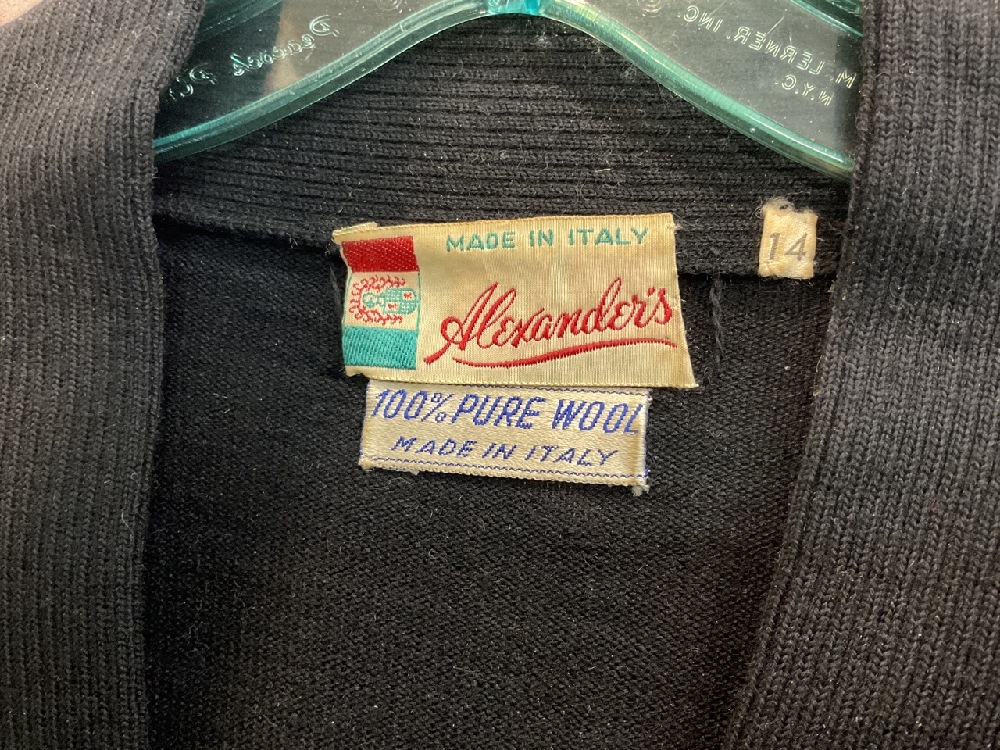 M. LERNER. INC.
N.Y.C.
MADE IN ITALY
Alexander's
14
100% PURE WOOL
MADE IN ITALY